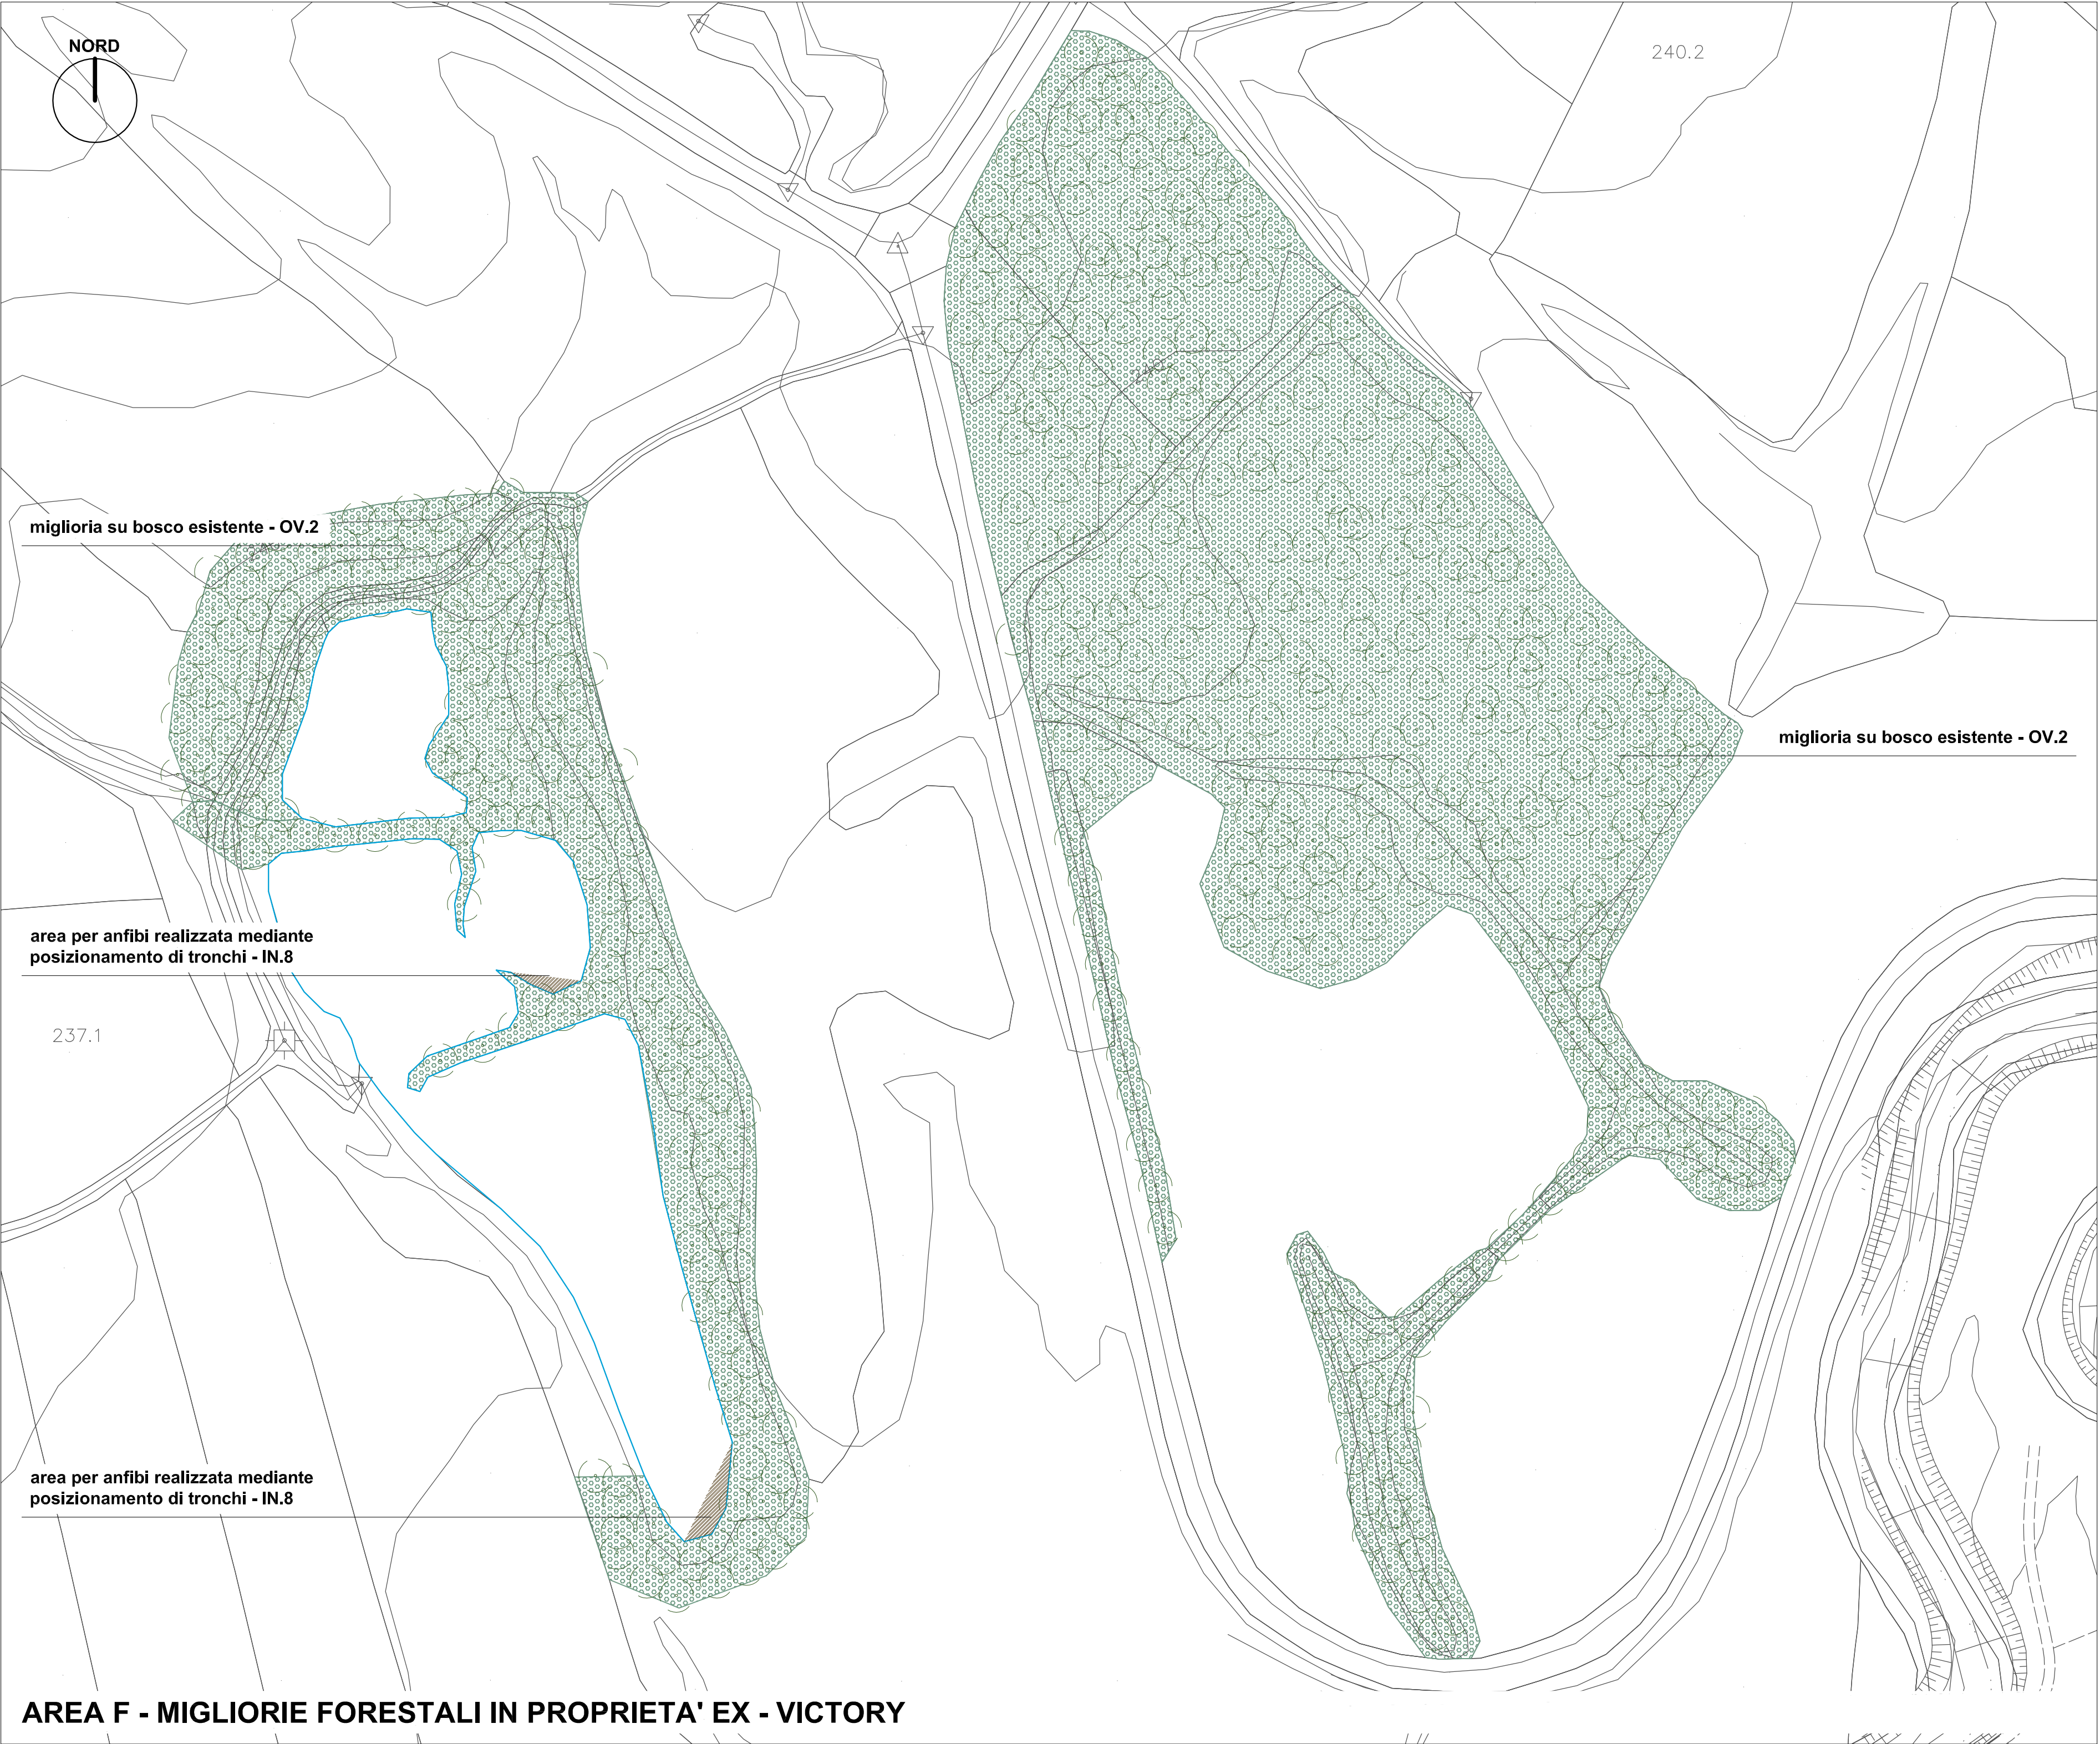 NORD
240.2
miglioria su bosco esistente - OV.2
miglioria su bosco esistente - OV.2
area per anfibi realizzata mediante
posizionamento di tronchi - IN.8
237.1
area per anfibi realizzata mediante
posizionamento di tronchi - IN.8
AREA F - MIGLIORIE FORESTALI IN PROPRIETA' EX - VICTORY